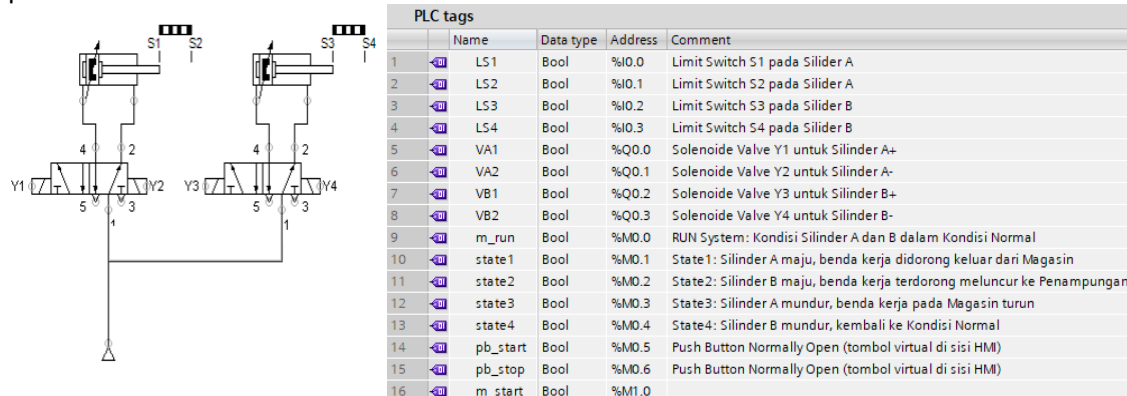 S1 S2
S3 S4
4 2
4 2
Y1 Y2 Y3 Y4
5 3
5 3
1
1
PLC tags
Name Data type Address Comment
1 LS1 Bool %I0.0 Limit Switch S1 pada Silider A
2 LS2 Bool %I0.1 Limit Switch S2 pada Silider A
3 LS3 Bool %I0.2 Limit Switch S3 pada Silider B
4 LS4 Bool %I0.3 Limit Switch S4 pada Silider B
5 VA1 Bool %Q0.0 Solenoide Valve Y1 untuk Silinder A+
6 VA2 Bool %Q0.1 Solenoide Valve Y2 untuk Silinder A-
7 VB1 Bool %Q0.2 Solenoide Valve Y3 untuk Silinder B+
8 VB2 Bool %Q0.3 Solenoide Valve Y4 untuk Silinder B-
9 m_run Bool %M0.0 RUN System: Kondisi Silinder A dan B dalam Kondisi Normal
10 state1 Bool %M0.1 State1: Silinder A maju, benda kerja didorong keluar dari Magasin
11 state2 Bool %M0.2 State2: Silinder B maju, benda kerja terdorong meluncur ke Penampungan
12 state3 Bool %M0.3 State3: Silinder A mundur, benda kerja pada Magasin turun
13 state4 Bool %M0.4 State4: Silinder B mundur, kembali ke Kondisi Normal
14 pb_start Bool %M0.5 Push Button Normally Open (tombol virtual di sisi HMI)
15 pb_stop Bool %M0.6 Push Button Normally Open (tombol virtual di sisi HMI)
16 m_start Bool %M1.0